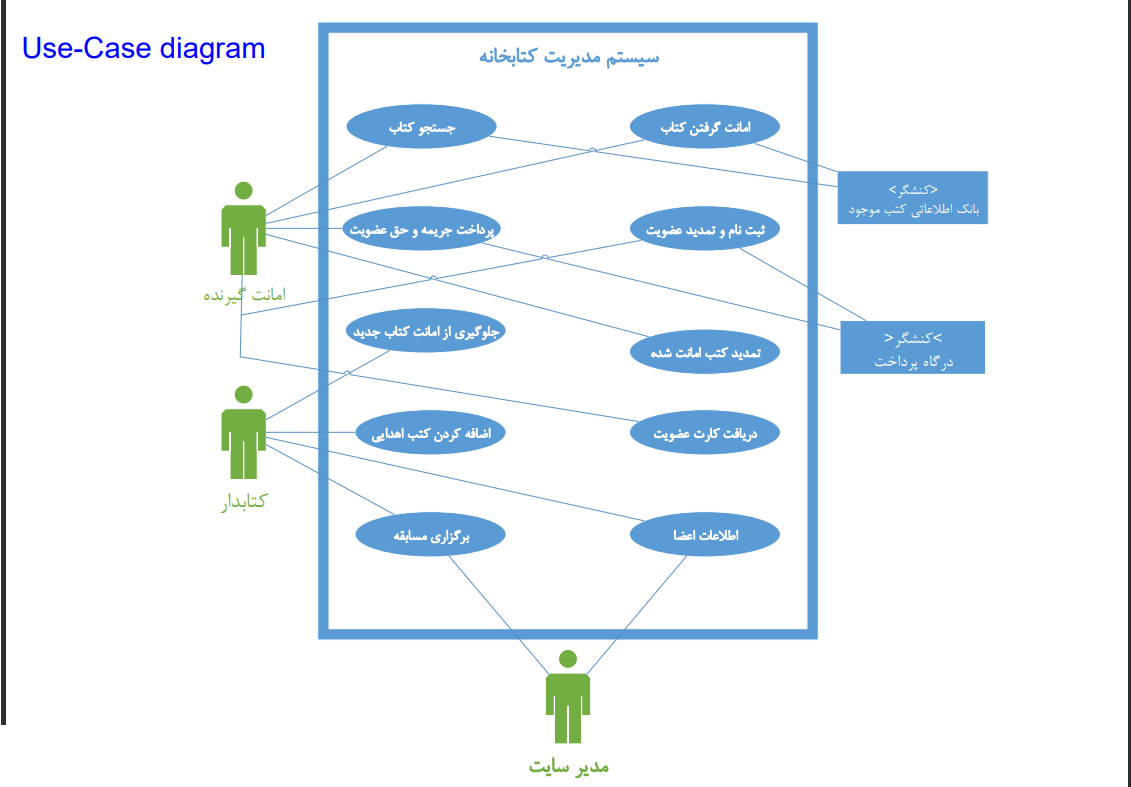 Use-Case diagram
سیستم مدیریت کتابخانه
جستجو کتاب
امانت گرفتن کتاب
<کنشگر>
بانک اطلاعاتی کتب موجود
پرداخت جریمه و حق عضویت
ثبت نام و تمدید عضویت
امانت گیرنده
جلوگیری از امانت کتاب جدید
تمدید کتب امانت شده
>کنشگر<
درگاه پرداخت
اضافه کردن کتب اهدایی
دریافت کارت عضویت
کتابدار
برگزاری مسابقه
اطلاعات اعضا
مدیر سایت